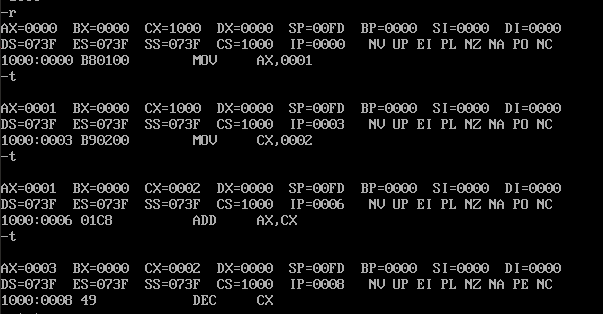 -r
AX=0000 BX=0000 CX=1000 DX=0000 SP=00FD BP=0000 SI=0000 DI=0000
DS=073F ES=073F SS=073F CS=1000 IP=0000 NV UP EI PL NZ NA PO NC
1000:0000 B80100 MOV AX,0001
-t
AX=0001 BX=0000 CX=1000 DX=0000 SP=00FD BP=0000 SI=0000 DI=0000
DS=073F ES=073F SS=073F CS=1000 IP=0003 NV UP EI PL NZ NA PO NC
1000:0003 B90200 MOV CX,0002
-t
AX=0001 BX=0000 CX=0002 DX=0000 SP=00FD BP=0000 SI=0000 DI=0000
DS=073F ES=073F SS=073F CS=1000 IP=0006 NV UP EI PL NZ NA PO NC
1000:0006 01C8 ADD AX,CX
-t
AX=0003 BX=0000 CX=0002 DX=0000 SP=00FD BP=0000 SI=0000 DI=0000
DS=073F ES=073F SS=073F CS=1000 IP=0008 NV UP EI PL NZ NA PE NC
1000:0008 49 DEC CX